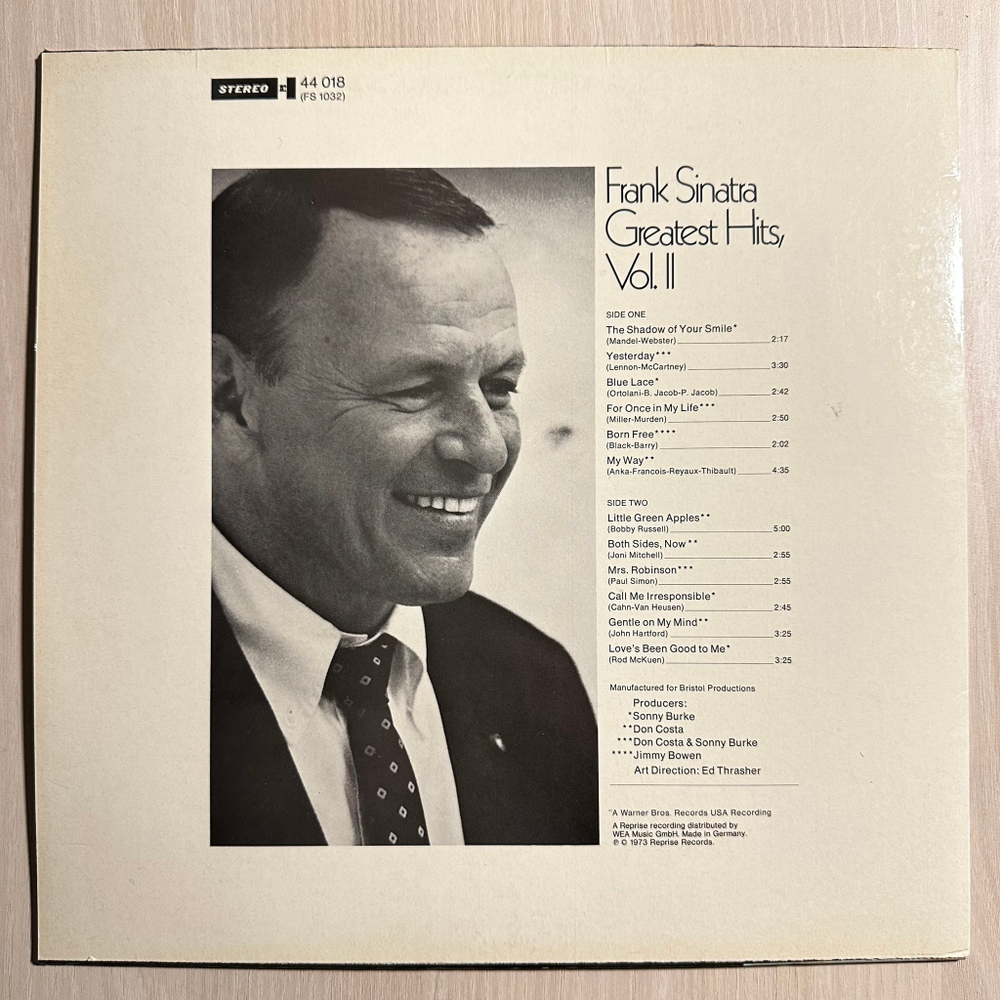 STEREO r: 44 018
(FS 1032)
Frank Sinatra
Greatest Hits,
Vol. II
SIDE ONE
The Shadow of Your Smile*
(Mandel-Webster) 2:17
Yesterday***
(Lennon-McCartney) 3:30
Blue Lace*
(Ortolani-B. Jacob-P. Jacob) 2:42
For Once in My Life***
(Miller-Murden) 2:50
Born Free****
(Black-Barry) 2:02
My Way**
(Anka-Francois-Reyaux-Thibault) 4:35
SIDE TWO
Little Green Apples**
(Bobby Russell) 5:00
Both Sides, Now**
(Joni Mitchell) 2:55
Mrs. Robinson***
(Paul Simon) 2:55
Call Me Irresponsible*
(Cahn-Van Heusen) 2:45
Gentle on My Mind**
(John Hartford) 3:25
Love's Been Good to Me*
(Rod McKuen) 3:25
Manufactured for Bristol Productions
Producers:
*Sonny Burke
**Don Costa
***Don Costa & Sonny Burke
****Jimmy Bowen
Art Direction: Ed Thrasher
"A Warner Bros. Records USA Recording
A Reprise recording distributed by
WEA Music GmbH. Made in Germany.
℗ © 1973 Reprise Records.